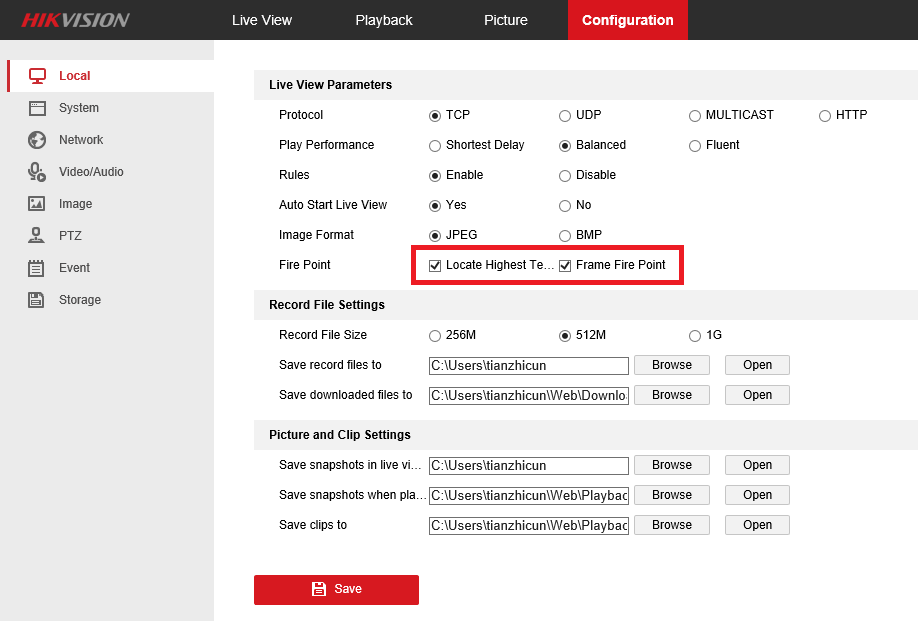 HIKVISION Live View Playback Picture Configuration
Local
System
Network
Video/Audio
Image
PTZ
Event
Storage
Live View Parameters
Protocol TCP UDP MULTICAST HTTP
Play Performance Shortest Delay Balanced Fluent
Rules Enable Disable
Auto Start Live View Yes No
Image Format JPEG BMP
Fire Point Locate Highest Te... Frame Fire Point
Record File Settings
Record File Size 256M 512M 1G
Save record files to C:\Users\tianzhicun Browse Open
Save downloaded files to C:\Users\tianzhicun\Web\Downloa Browse Open
Picture and Clip Settings
Save snapshots in live vi... C:\Users\tianzhicun Browse Open
Save snapshots when pla... C:\Users\tianzhicun\Web\Playbac Browse Open
Save clips to C:\Users\tianzhicun\Web\Playbac Browse Open
Save